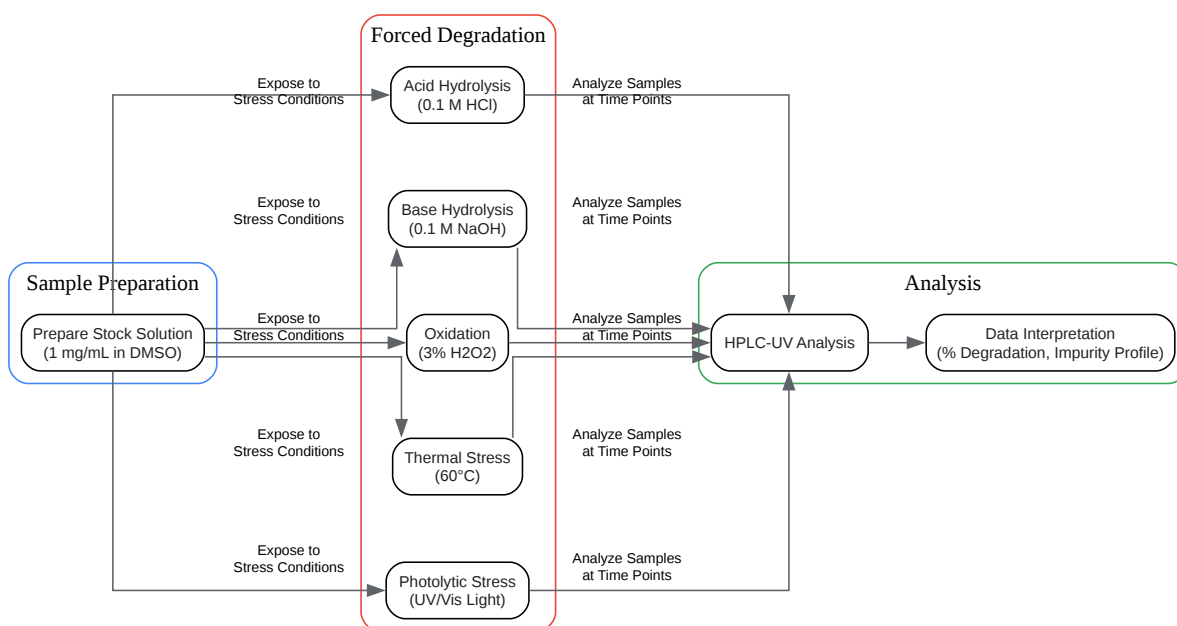 Forced Degradation
Expose to
Stress Conditions
Acid Hydrolysis
(0.1 M HCl)
Analyze Samples
at Time Points
Expose to
Stress Conditions
Base Hydrolysis
(0.1 M NaOH)
Analyze Samples
at Time Points
Sample Preparation
Analysis
Prepare Stock Solution
(1 mg/mL in DMSO)
Expose to
Stress Conditions
Oxidation
(3% H2O2)
Analyze Samples
at Time Points
HPLC-UV Analysis
Data Interpretation
(% Degradation, Impurity Profile)
Expose to
Stress Conditions
Thermal Stress
(60°C)
Analyze Samples
at Time Points
Expose to
Stress Conditions
Photolytic Stress
(UV/Vis Light)
Analyze Samples
at Time Points